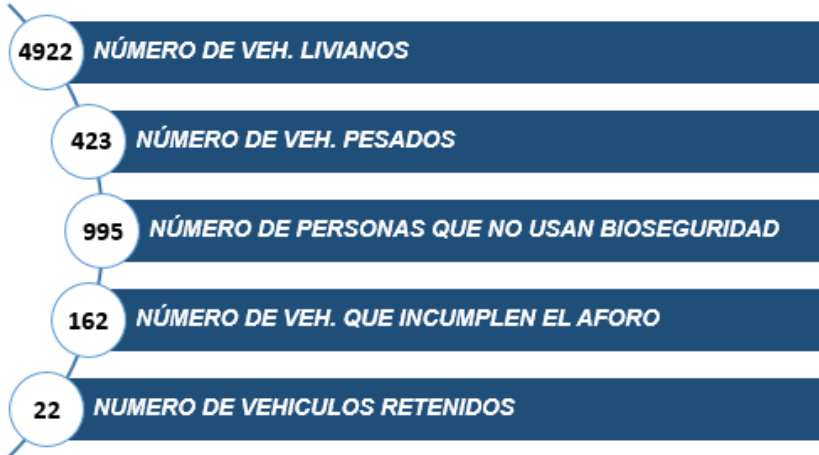 4922 NÚMERO DE VEH. LIVIANOS
423 NÚMERO DE VEH. PESADOS
995 NÚMERO DE PERSONAS QUE NO USAN BIOSEGURIDAD
162 NÚMERO DE VEH. QUE INCUMPLEN EL AFORO
22 NUMERO DE VEHICULOS RETENIDOS